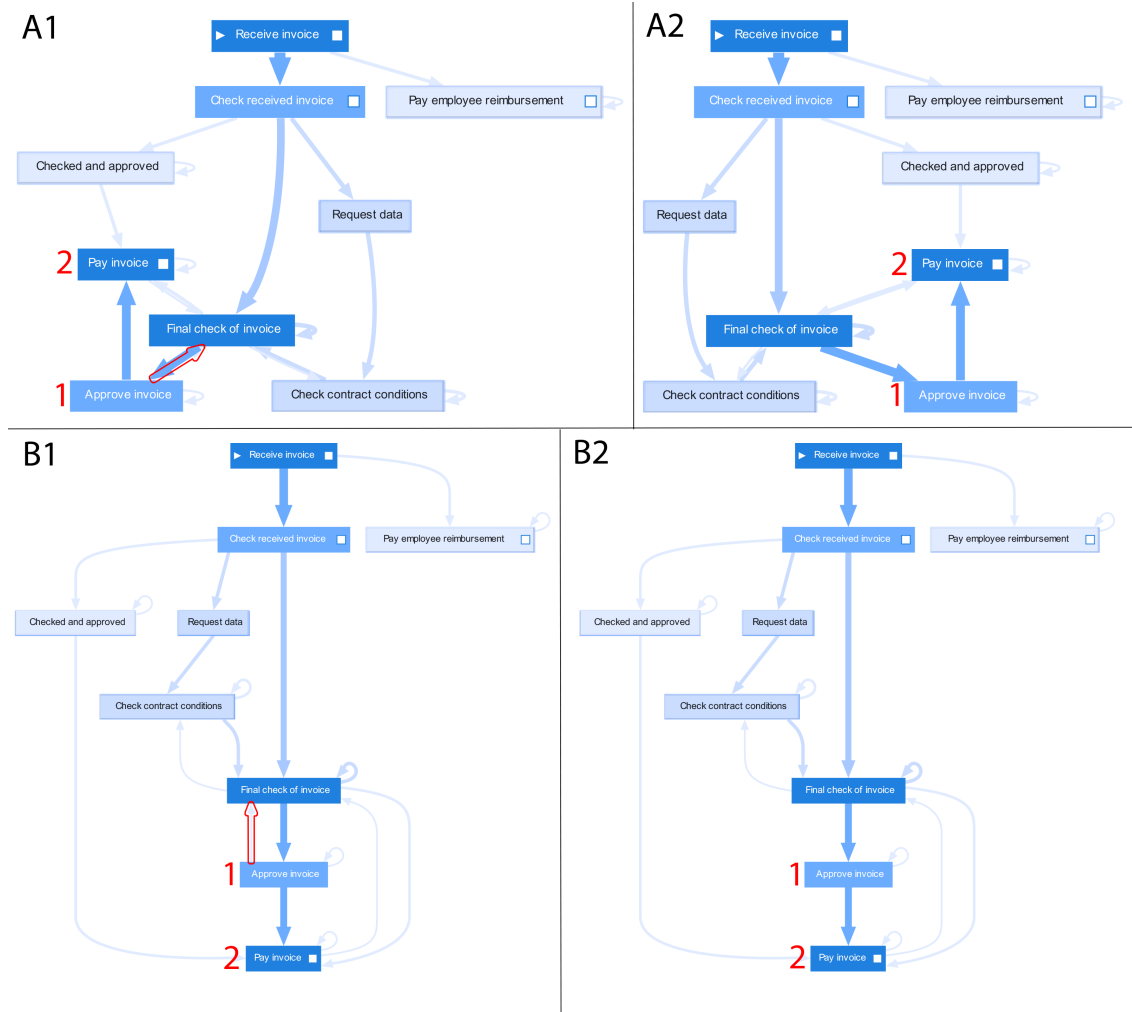 A1
Receive invoice
Check received invoice
Pay employee reimbursement
Checked and approved
Request data
2 Pay invoice
Final check of invoice
1 Approve invoice
Check contract conditions
A2
Receive invoice
Check received invoice
Pay employee reimbursement
Checked and approved
Request data
2 Pay invoice
Final check of invoice
Check contract conditions
1 Approve invoice
B1
Receive invoice
Check received invoice
Pay employee reimbursement
Checked and approved
Request data
Check contract conditions
Final check of invoice
1 Approve invoice
2 Pay invoice
B2
Receive invoice
Check received invoice
Pay employee reimbursement
Checked and approved
Request data
Check contract conditions
Final check of invoice
1 Approve invoice
2 Pay invoice